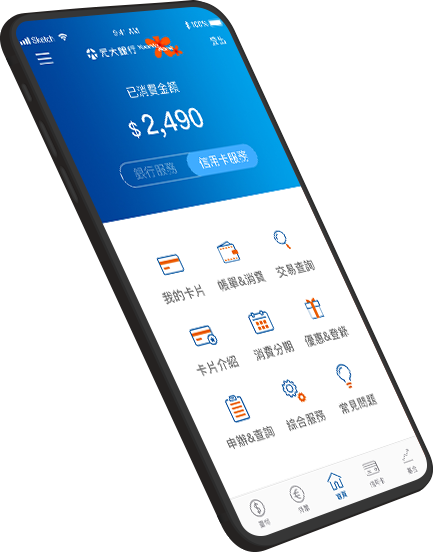 Sketch
9:41 AM
100%
元大銀行 Yuanta Bank
登出
已消費金額
$2,490
銀行服務
信用卡服務
我的卡片
帳單&消費
交易查詢
卡片介紹
消費分期
優惠&登錄
申辦&查詢
綜合服務
常見問題
首頁
信用卡